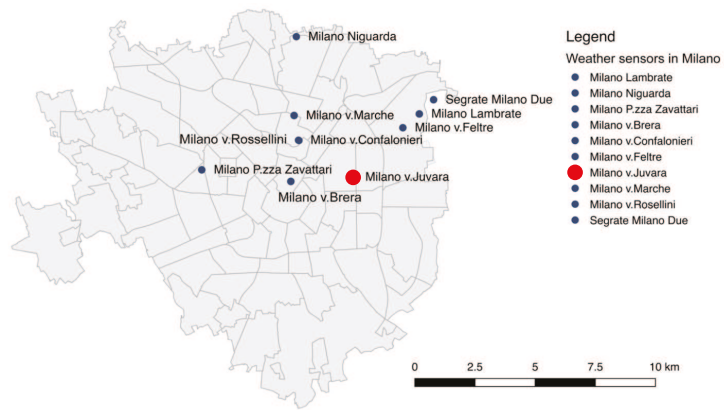 Milano Niguarda
Segrate Milano Due
Milano v.Marche
Milano Lambrate
Milano v.Feltre
Milano v.Rossellini
Milano v.Confalonieri
Milano P.zza Zavattari
Milano v.Juvara
Milano v.Brera
Legend
Weather sensors in Milano
Milano Lambrate
Milano Niguarda
Milano P.zza Zavattari
Milano v.Brera
Milano v.Confalonieri
Milano v.Feltre
Milano v.Juvara
Milano v.Marche
Milano v.Rosellini
Segrate Milano Due
0 2.5 5 7.5 10 km